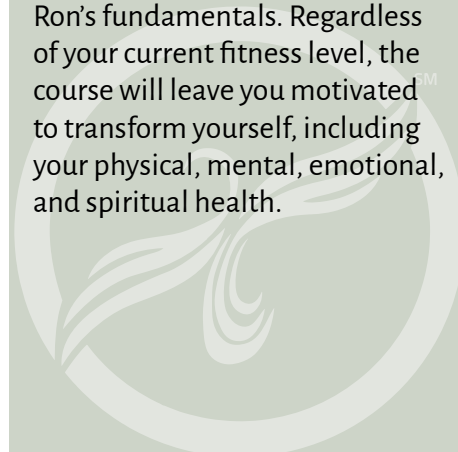 Ron’s fundamentals. Regardless
of your current fitness level, the
course will leave you motivated
to transform yourself, including
your physical, mental, emotional,
and spiritual health.
SM